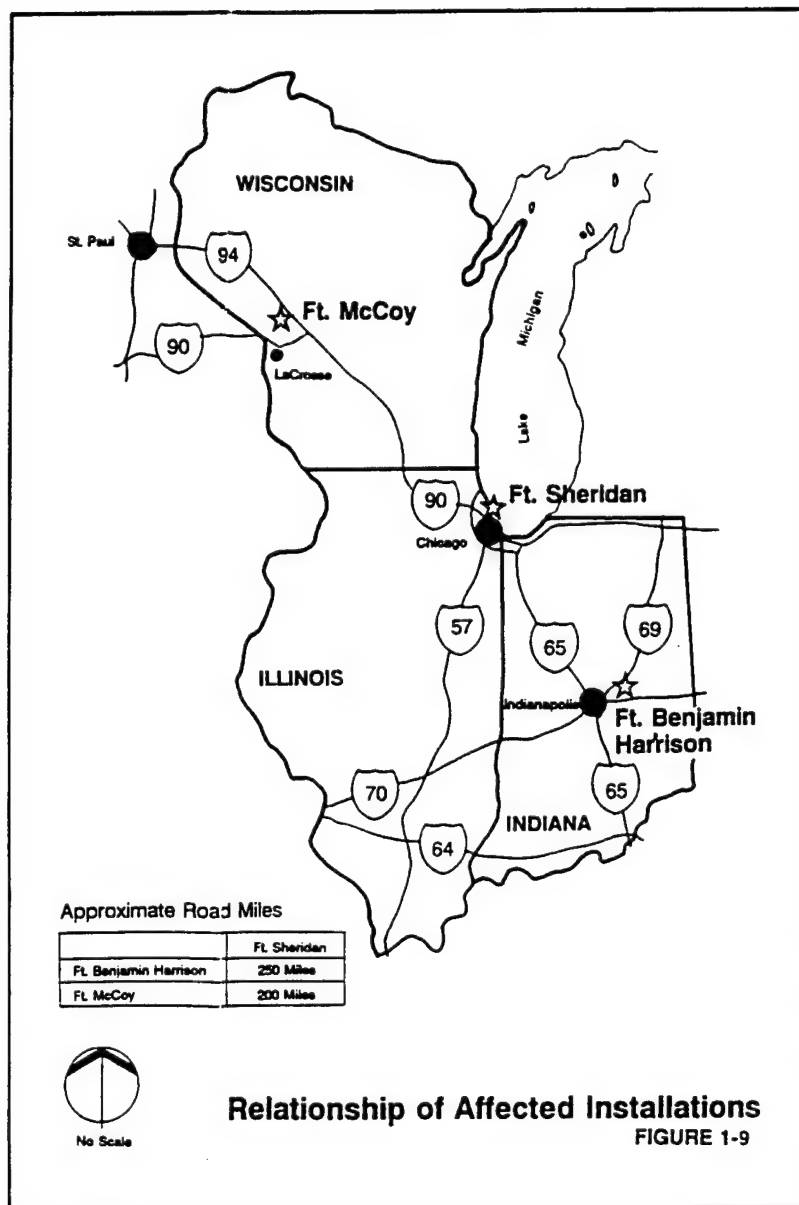 WISCONSIN
St. Paul
94
Ft. McCoy
90
LaCrosse
Lake Michigan
Ft. Sheridan
90
Chicago
57
65
69
ILLINOIS
Indianapolis
Ft. Benjamin
Harrison
70
65
INDIANA
64
Approximate Road Miles
Ft. Sheridan
Ft. Benjamin Harrison 250 Miles
Ft. McCoy 200 Miles
No Scale
Relationship of Affected Installations
FIGURE 1-9